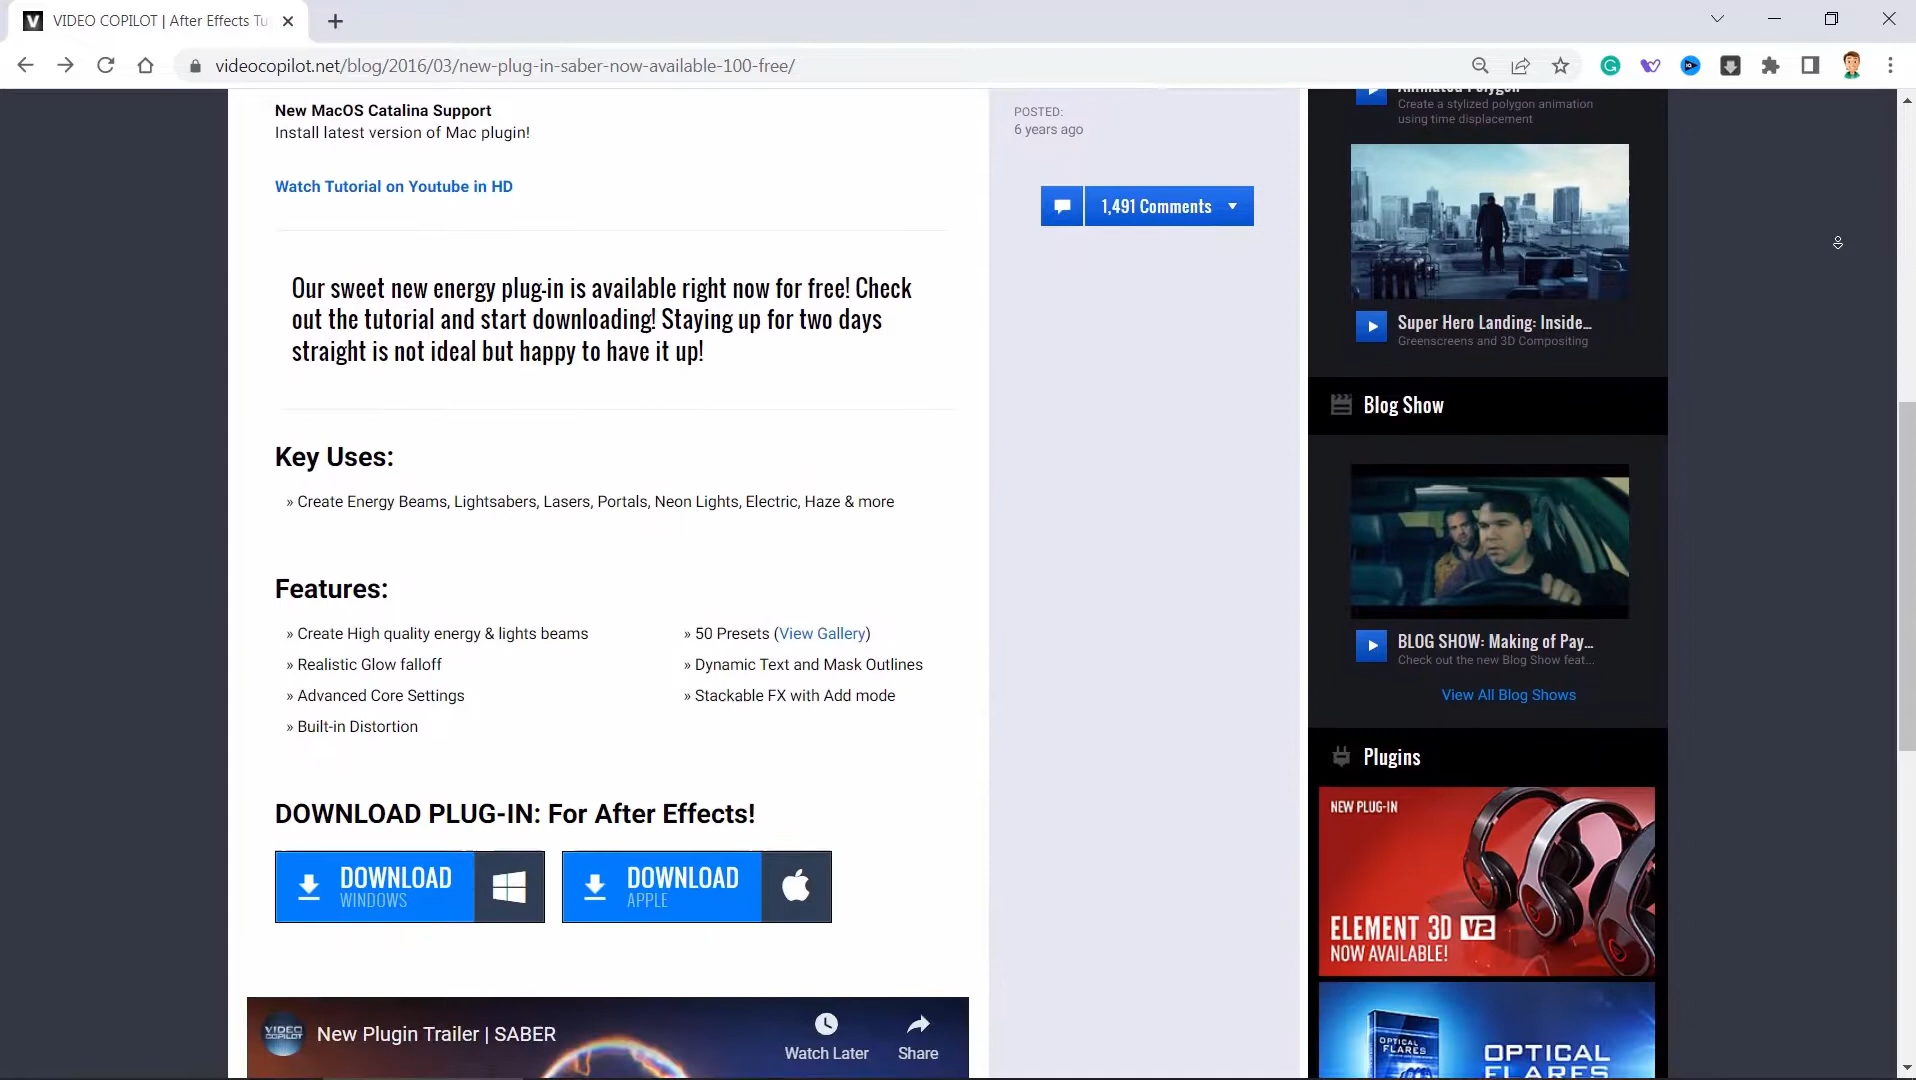 VIDEO COPILOT | After Effects Tu
videocopilot.net/blog/2016/03/new-plug-in-saber-now-available-100-free/
New MacOS Catalina Support
Install latest version of Mac plugin!
Watch Tutorial on Youtube in HD
Our sweet new energy plug-in is available right now for free! Check
out the tutorial and start downloading! Staying up for two days
straight is not ideal but happy to have it up!
Key Uses:
» Create Energy Beams, Lightsabers, Lasers, Portals, Neon Lights, Electric, Haze & more
Features:
» Create High quality energy & lights beams
» Realistic Glow falloff
» Advanced Core Settings
» Built-in Distortion
» 50 Presets (View Gallery)
» Dynamic Text and Mask Outlines
» Stackable FX with Add mode
DOWNLOAD PLUG-IN: For After Effects!
DOWNLOAD
WINDOWS
DOWNLOAD
APPLE
VIDEO
COPILOT
New Plugin Trailer | SABER
Watch Later
Share
POSTED:
6 years ago
1,491 Comments
Animated Polygon
Create a stylized polygon animation
using time displacement
Super Hero Landing: Inside...
Greenscreens and 3D Compositing
Blog Show
BLOG SHOW: Making of Pay...
Check out the new Blog Show feat...
View All Blog Shows
Plugins
NEW PLUG-IN
ELEMENT 3D V2
NOW AVAILABLE!
OPTICAL
FLARES
OPTICAL
FLARES